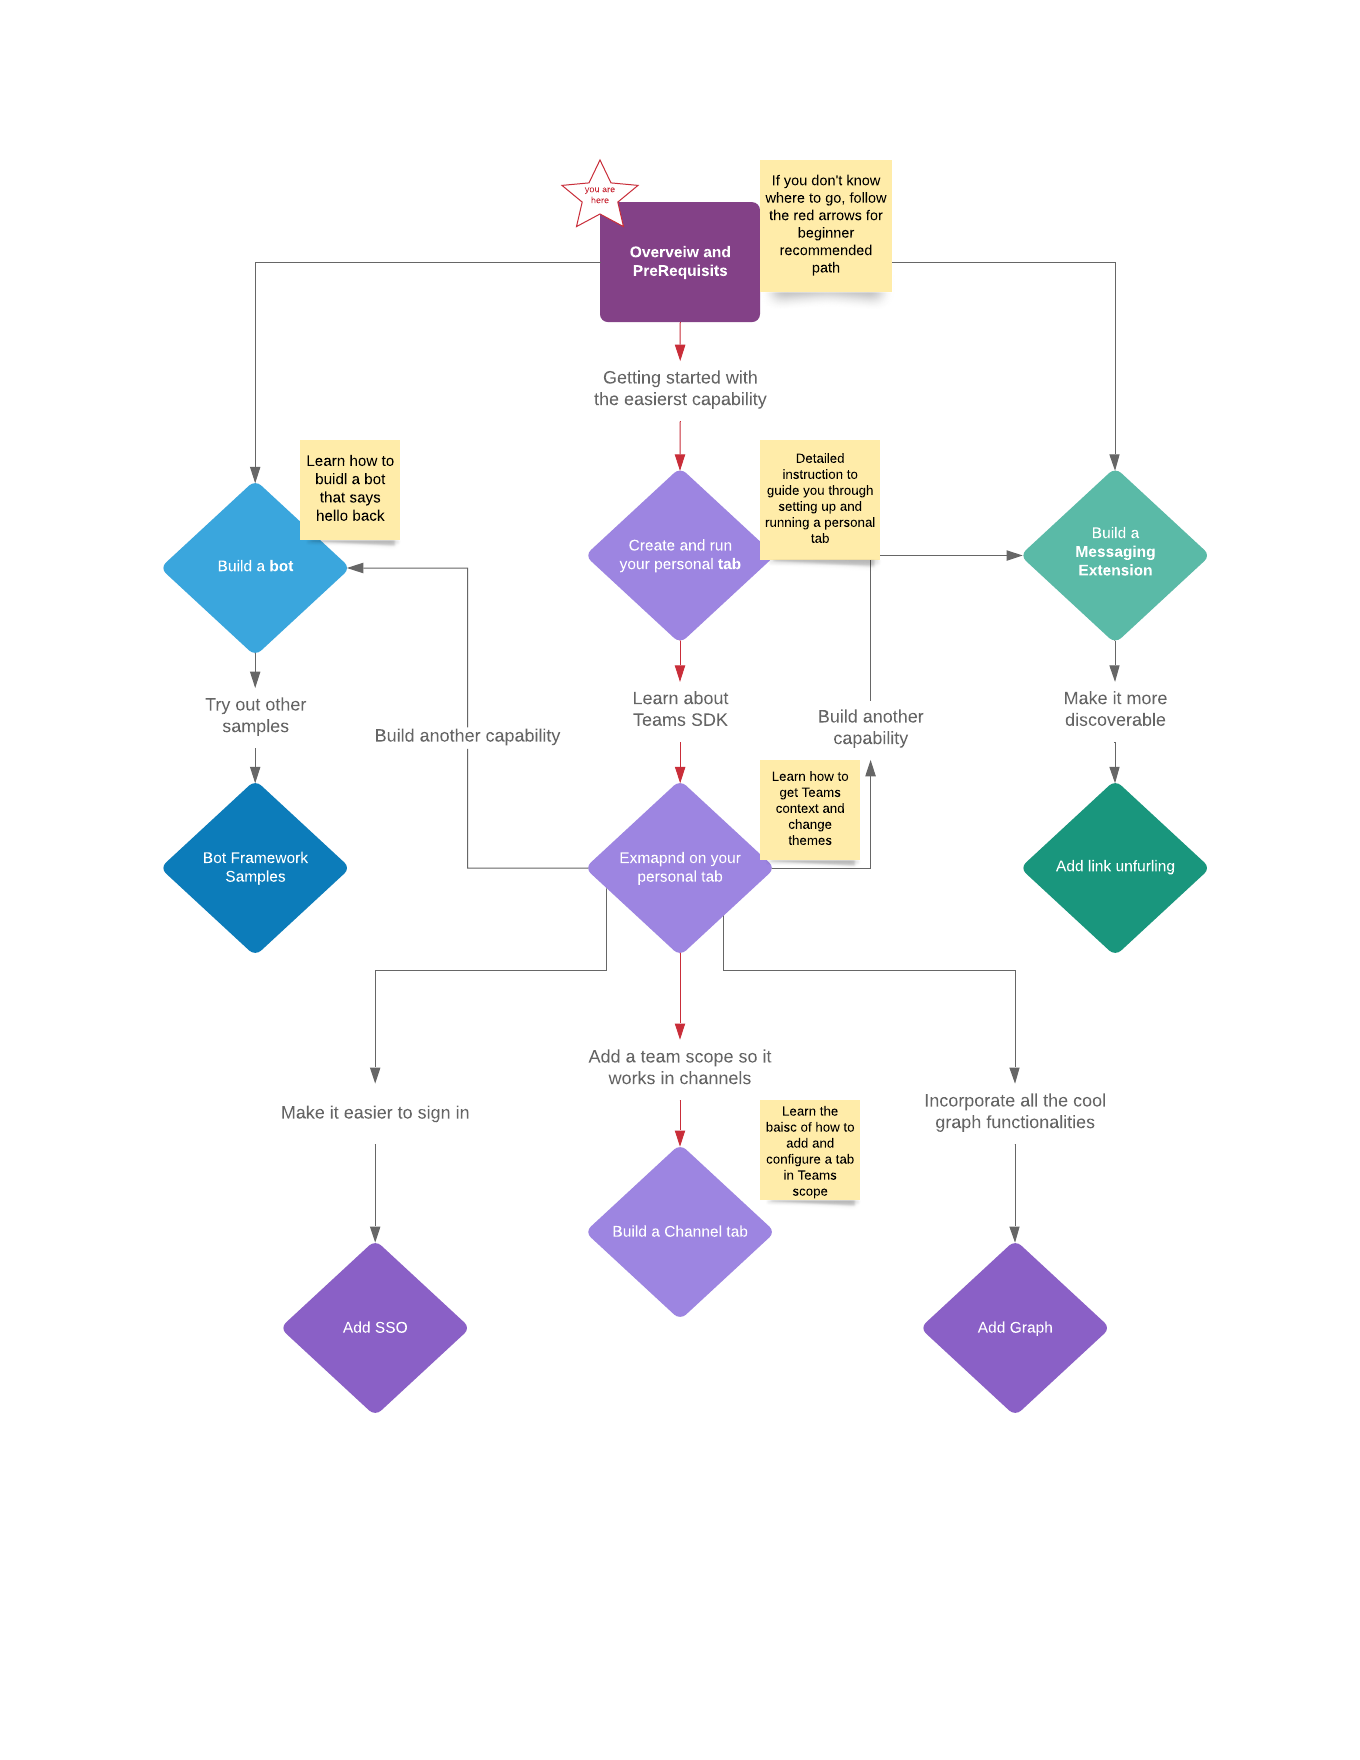 you are
here
If you don't know
where to go, follow
the red arrows for
beginner
recommended
path
Overveiw and
PreRequisits
Getting started with
the easierst capability
Learn how to
buidl a bot
that says
hello back
Detailed
instruction to
guide you through
setting up and
running a personal
tab
Build a bot
Create and run
your personal tab
Build a
Messaging
Extension
Try out other
samples
Build another capability
Learn about
Teams SDK
Build another
capability
Make it more
discoverable
Learn how to
get Teams
context and
change
themes
Bot Framework
Samples
Exmapnd on your
personal tab
Add link unfurling
Make it easier to sign in
Add a team scope so it
works in channels
Incorporate all the cool
graph functionalities
Learn the
baisc of how to
add and
configure a tab
in Teams
scope
Build a Channel tab
Add SSO
Add Graph